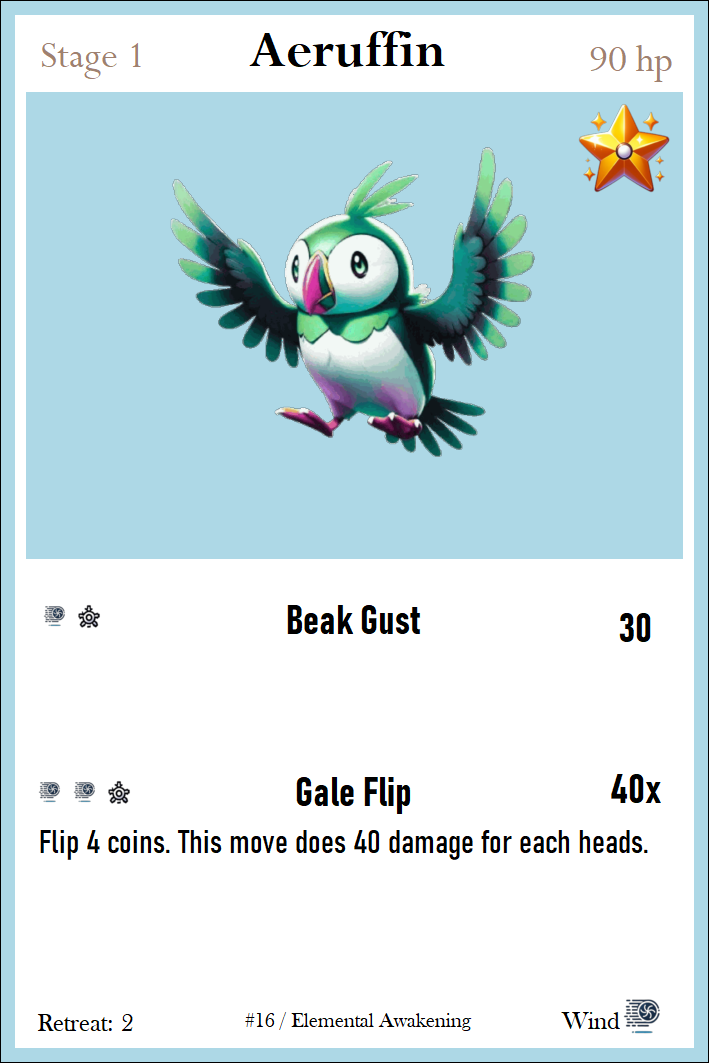 Stage 1
Aeruffin
90 hp
Beak Gust
30
Gale Flip
40x
Flip 4 coins. This move does 40 damage for each heads.
Retreat: 2
#16 / Elemental Awakening
Wind